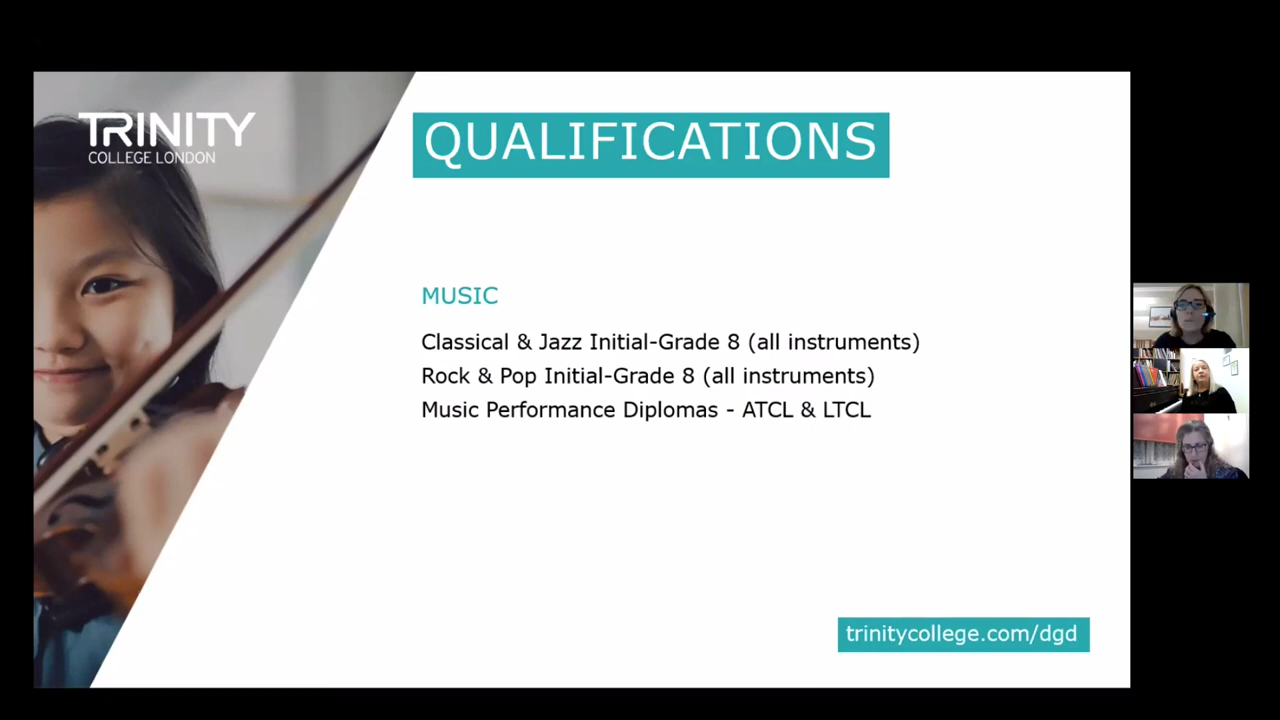 TRINITY
COLLEGE LONDON
QUALIFICATIONS
MUSIC
Classical & Jazz Initial-Grade 8 (all instruments)
Rock & Pop Initial-Grade 8 (all instruments)
Music Performance Diplomas - ATCL & LTCL
trinitycollege.com/dgd